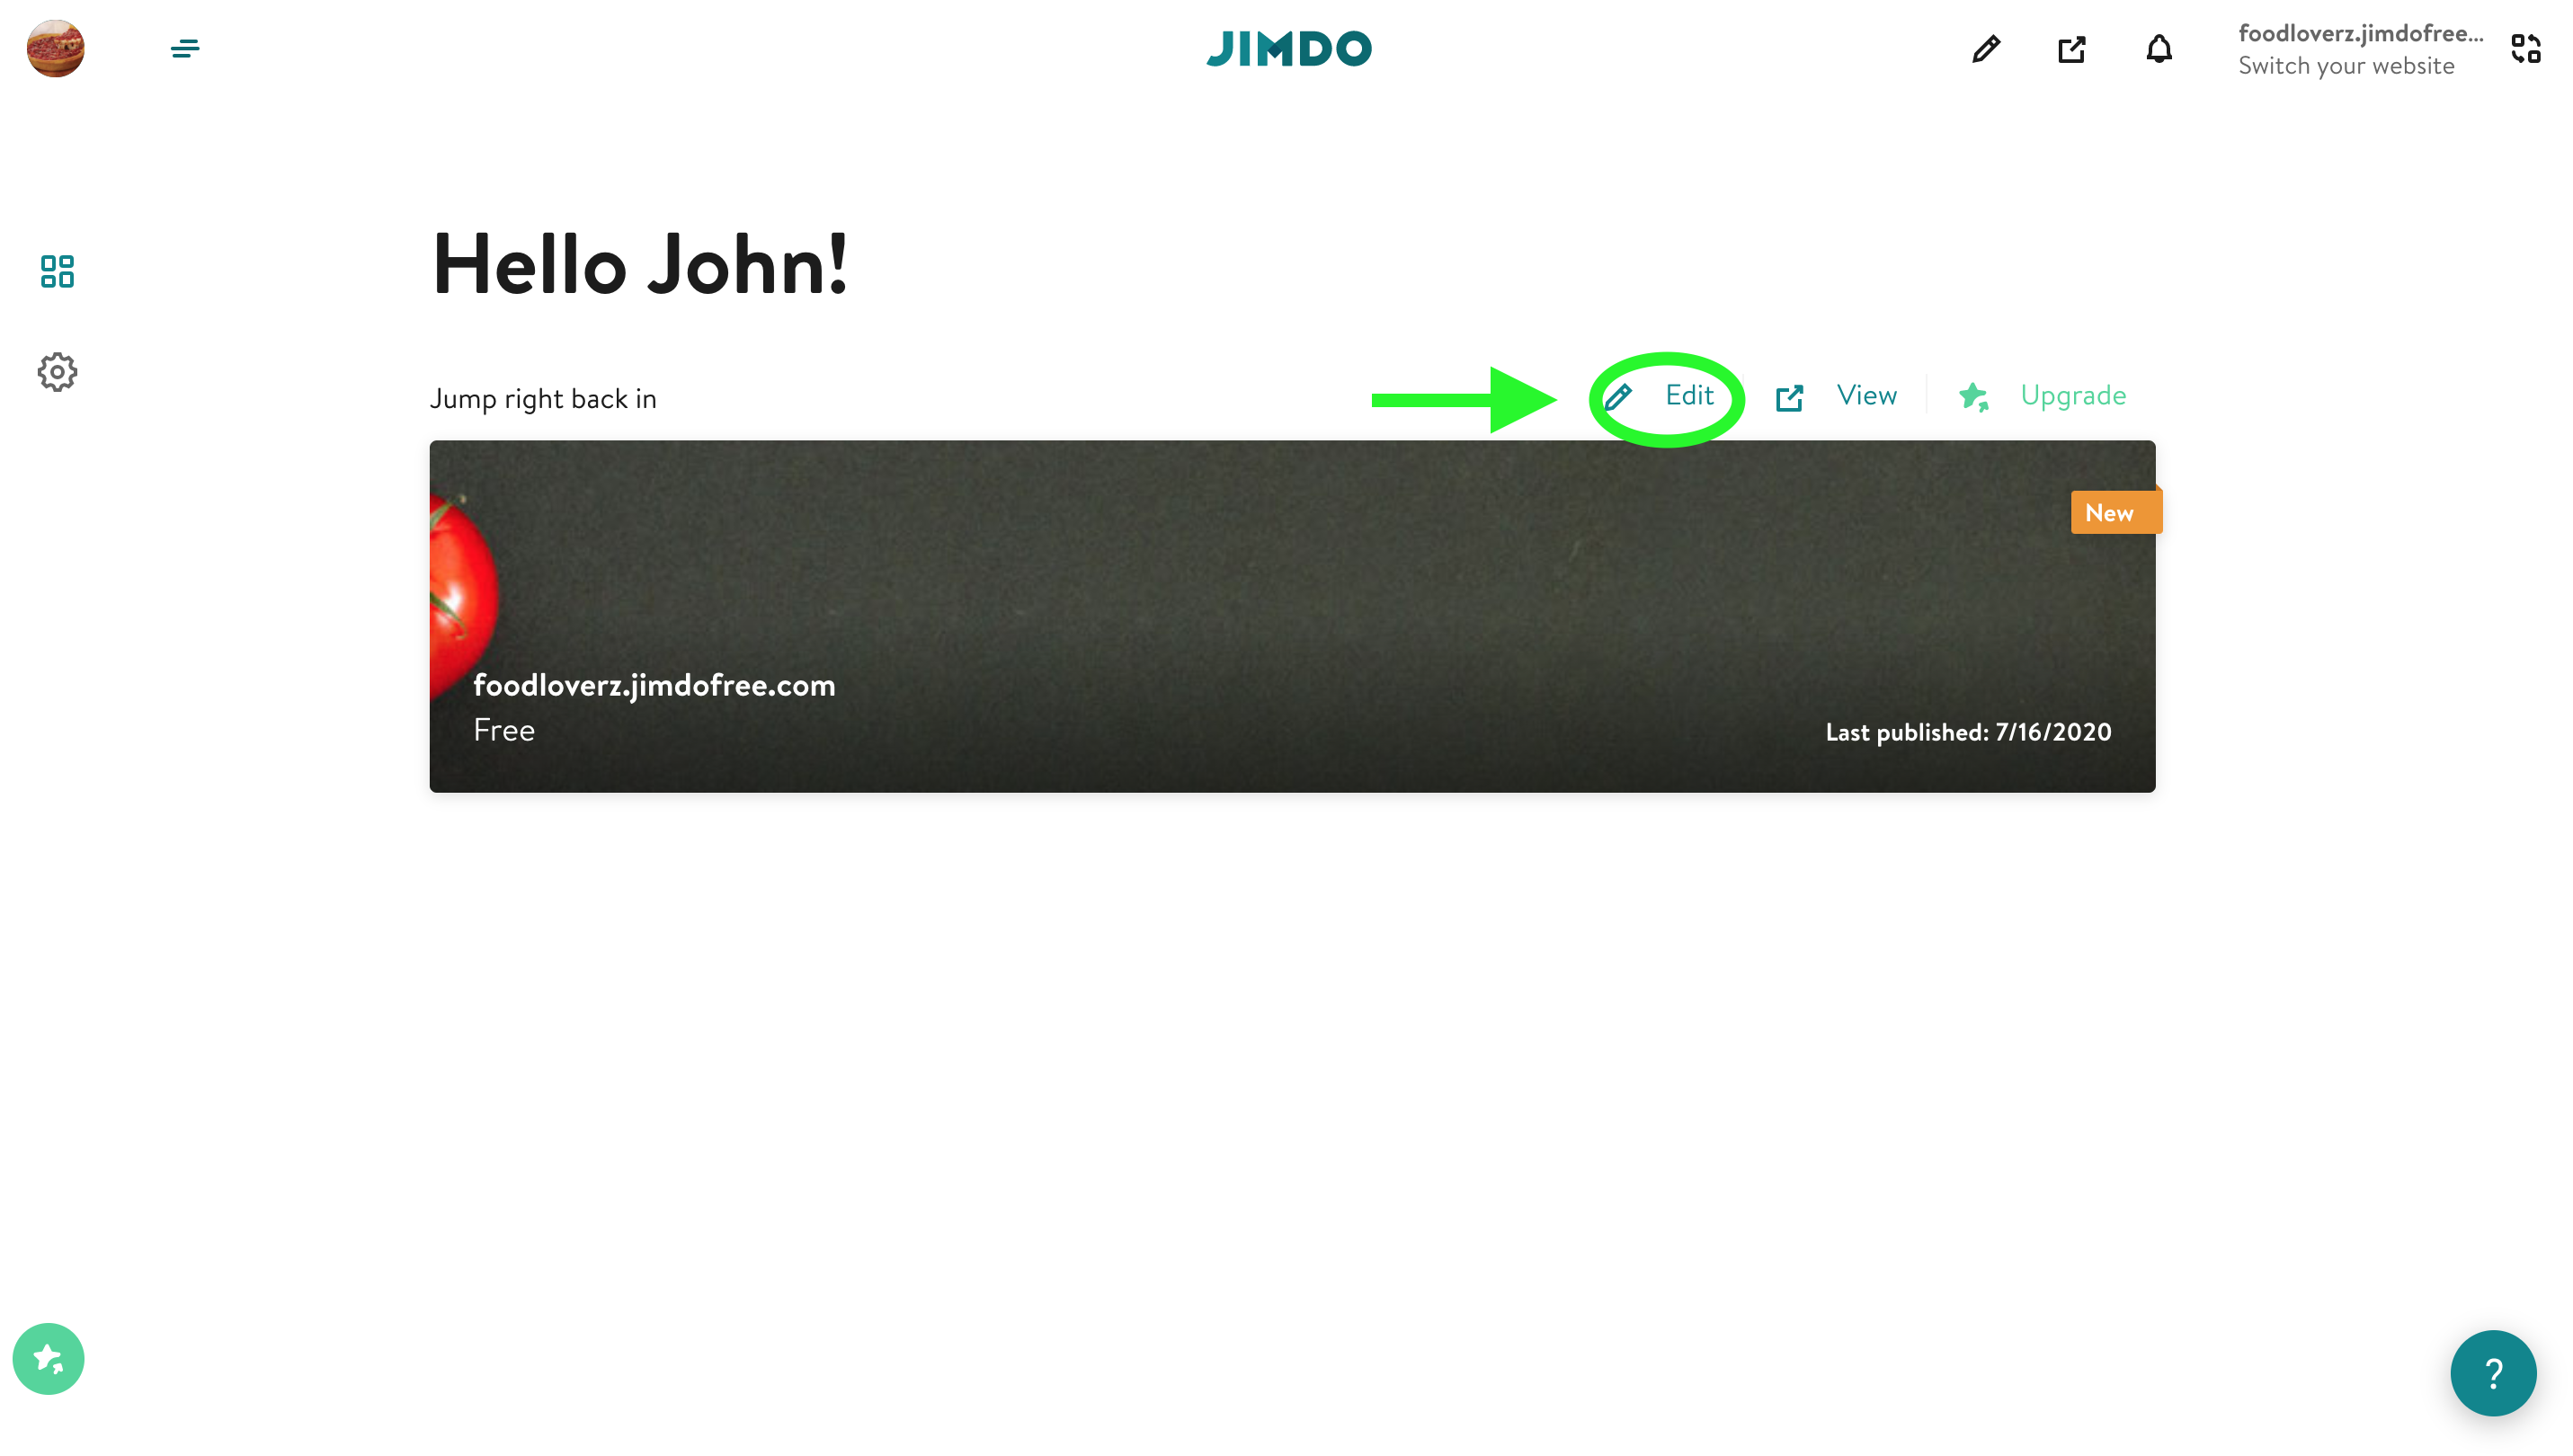 JIMDO
foodloverz.jimdofree...
Switch your website
Hello John!
Jump right back in
Edit
View
Upgrade
New
foodloverz.jimdofree.com
Free
Last published: 7/16/2020
?